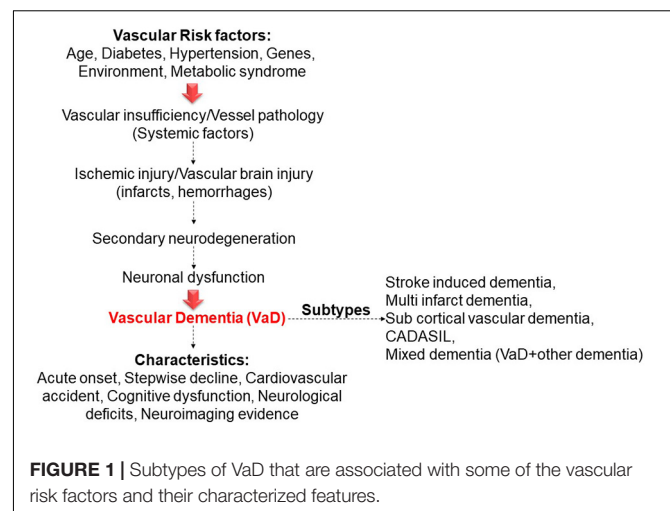 Vascular Risk factors:
Age, Diabetes, Hypertension, Genes,
Environment, Metabolic syndrome
Vascular insufficiency/Vessel pathology
(Systemic factors)
Ischemic injury/Vascular brain injury
(infarcts, hemorrhages)
Secondary neurodegeneration
Neuronal dysfunction
Vascular Dementia (VaD)
Subtypes
Stroke induced dementia,
Multi infarct dementia,
Sub cortical vascular dementia,
CADASIL,
Mixed dementia (VaD+other dementia)
Characteristics:
Acute onset, Stepwise decline, Cardiovascular
accident, Cognitive dysfunction, Neurological
deficits, Neuroimaging evidence
FIGURE 1 | Subtypes of VaD that are associated with some of the vascular
risk factors and their characterized features.